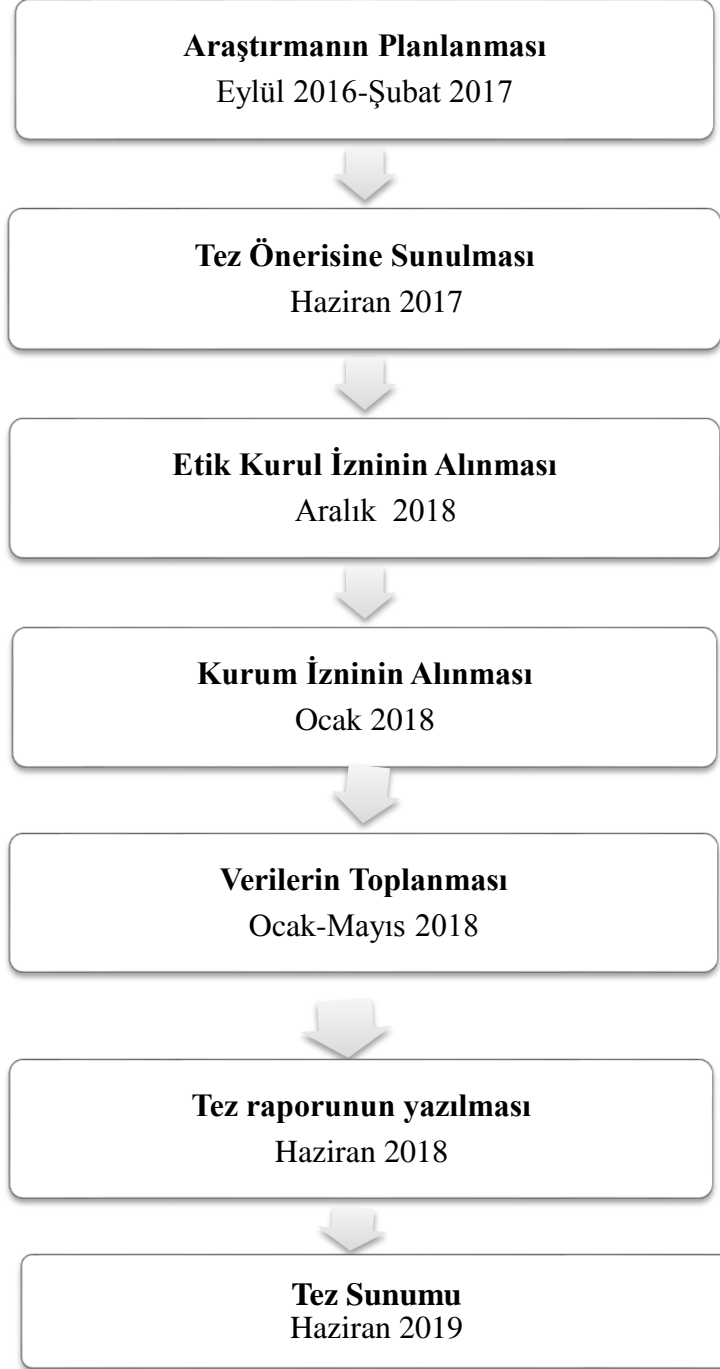 Araştırmanın Planlanması
Eylül 2016-Şubat 2017
Tez Önerisine Sunulması
Haziran 2017
Etik Kurul İzninin Alınması
Aralık  2018
Kurum İzninin Alınması
Ocak 2018
Verilerin Toplanması
Ocak-Mayıs 2018
Tez raporunun yazılması
Haziran 2018
Tez Sunumu
Haziran 2019